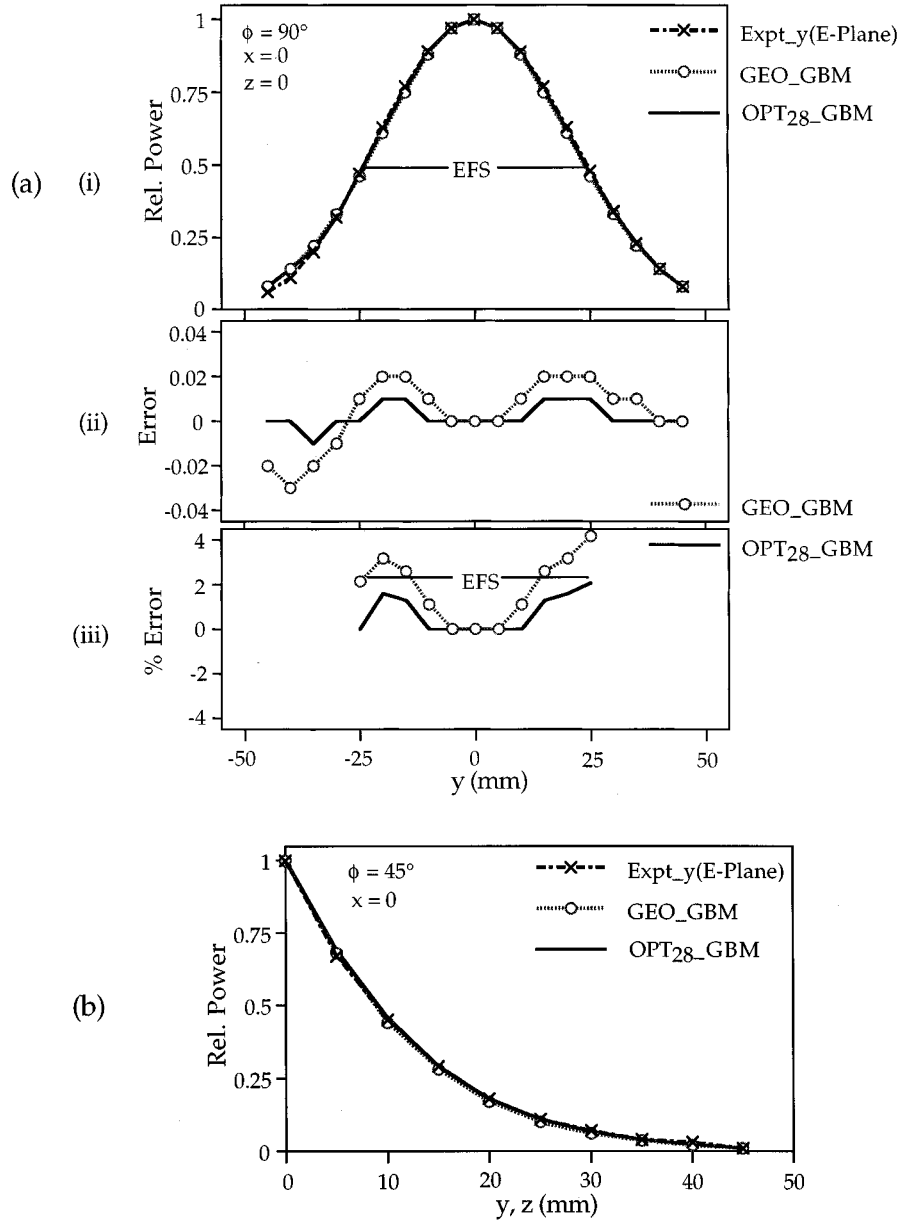 (a)
(i)
Rel. Power
1
0.75
0.5
0.25
0
ϕ = 90°
x = 0
z = 0
EFS
Expt_y(E-Plane)
GEO_GBM
OPT28_GBM
(ii)
Error
0.04
0.02
0
-0.02
-0.04
GEO_GBM
OPT28_GBM
(iii)
% Error
4
2
0
-2
-4
EFS
-50
-25
0
25
50
y (mm)
(b)
Rel. Power
1
0.75
0.5
0.25
0
ϕ = 45°
x = 0
Expt_y(E-Plane)
GEO_GBM
OPT28_GBM
0
10
20
30
40
50
y, z (mm)